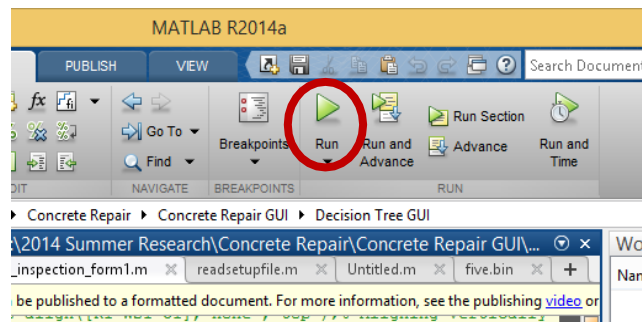 MATLAB R2014a
PUBLISH VIEW Search Document
fx
Go To Breakpoints Run Run and Advance Run Section
Find Advance Run and Time
NAVIGATE BREAKPOINTS RUN
Concrete Repair Concrete Repair GUI Decision Tree GUI
:\2014 Summer Research\Concrete Repair\Concrete Repair GUI\...
_inspection_form1.m readsetupfile.m Untitled.m five.bin
be published to a formatted document. For more information, see the publishing video or